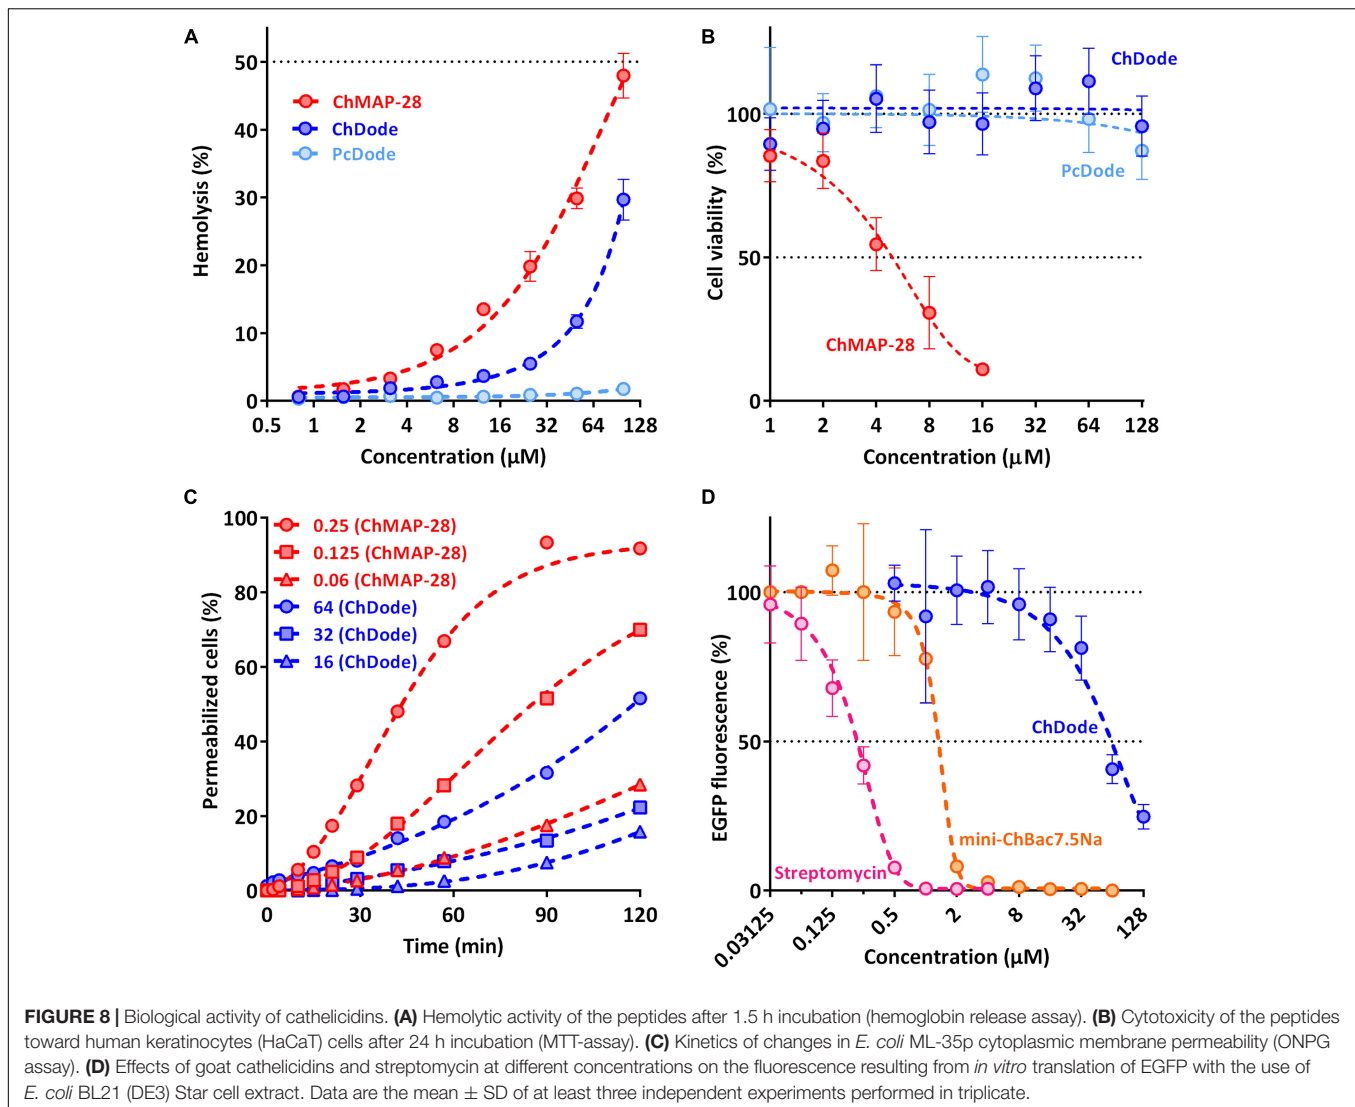 A
Hemolysis (%)
50
40
30
20
10
0
ChMAP-28
ChDode
PcDode
0.5 1 2 4 8 16 32 64 128
Concentration (µM)
B
Cell viability (%)
100
50
0
ChDode
PcDode
ChMAP-28
1 2 4 8 16 32 64 128
Concentration (µM)
C
Permeabilized cells (%)
100
80
60
40
20
0
0.25 (ChMAP-28)
0.125 (ChMAP-28)
0.06 (ChMAP-28)
64 (ChDode)
32 (ChDode)
16 (ChDode)
0 30 60 90 120
Time (min)
D
EGFP fluorescence (%)
100
50
0
ChDode
mini-ChBac7.5Na
Streptomycin
0.03125 0.125 0.5 2 8 32 128
Concentration (µM)
FIGURE 8 | Biological activity of cathelicidins. (A) Hemolytic activity of the peptides after 1.5 h incubation (hemoglobin release assay). (B) Cytotoxicity of the peptides
toward human keratinocytes (HaCaT) cells after 24 h incubation (MTT-assay). (C) Kinetics of changes in E. coli ML-35p cytoplasmic membrane permeability (ONPG
assay). (D) Effects of goat cathelicidins and streptomycin at different concentrations on the fluorescence resulting from in vitro translation of EGFP with the use of
E. coli BL21 (DE3) Star cell extract. Data are the mean ± SD of at least three independent experiments performed in triplicate.